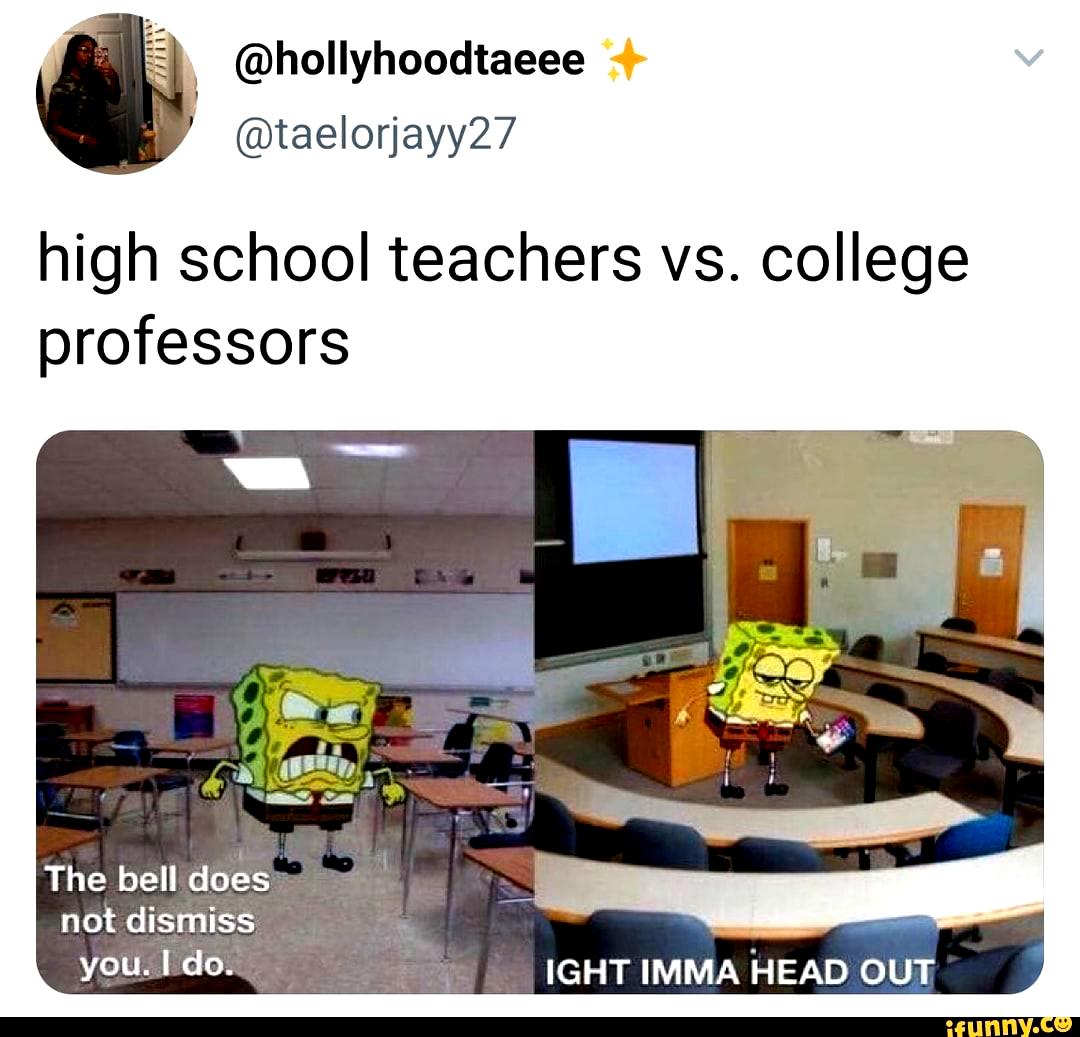 @hollyhoodtaeee ✨
@taelorjayy27
high school teachers vs. college
professors
The bell does
not dismiss
you. I do.
IGHT IMMA HEAD OUT
ifunny.co